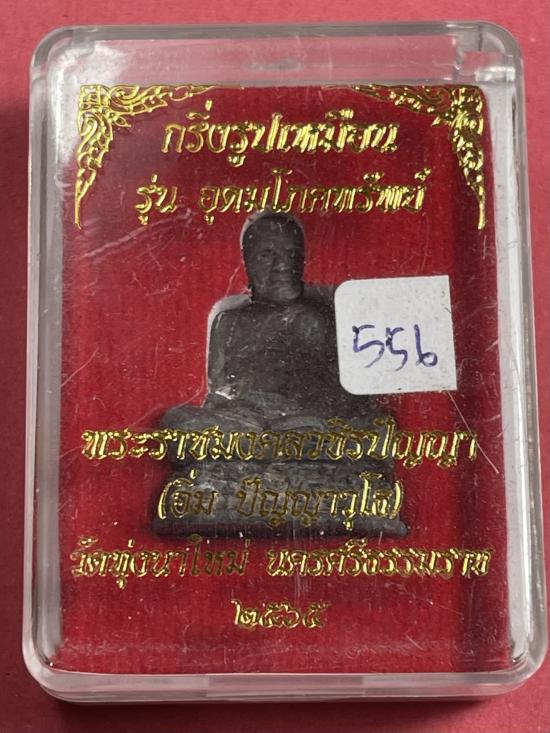 กริ่งรูปเหมือน
รุ่น อุดมโภคทรัพย์
556
พระราชมงคลวชิรปัญญา
(อิ่ม ปัญญาวุโธ)
วัดทุ่งนาใหม่ นครศรีธรรมราช
๒๕๖๕